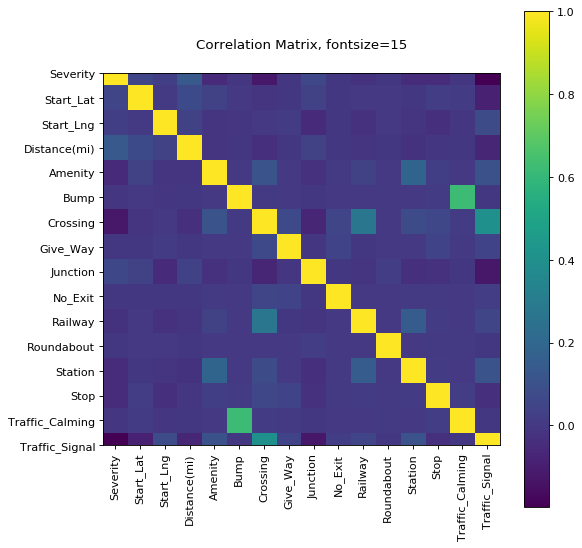 Correlation Matrix, fontsize=15
Severity
Start_Lat
Start_Lng
Distance(mi)
Amenity
Bump
Crossing
Give_Way
Junction
No_Exit
Railway
Roundabout
Station
Stop
Traffic_Calming
Traffic_Signal
Severity
Start_Lat
Start_Lng
Distance(mi)
Amenity
Bump
Crossing
Give_Way
Junction
No_Exit
Railway
Roundabout
Station
Stop
Traffic_Calming
Traffic_Signal
1.0
0.8
0.6
0.4
0.2
0.0